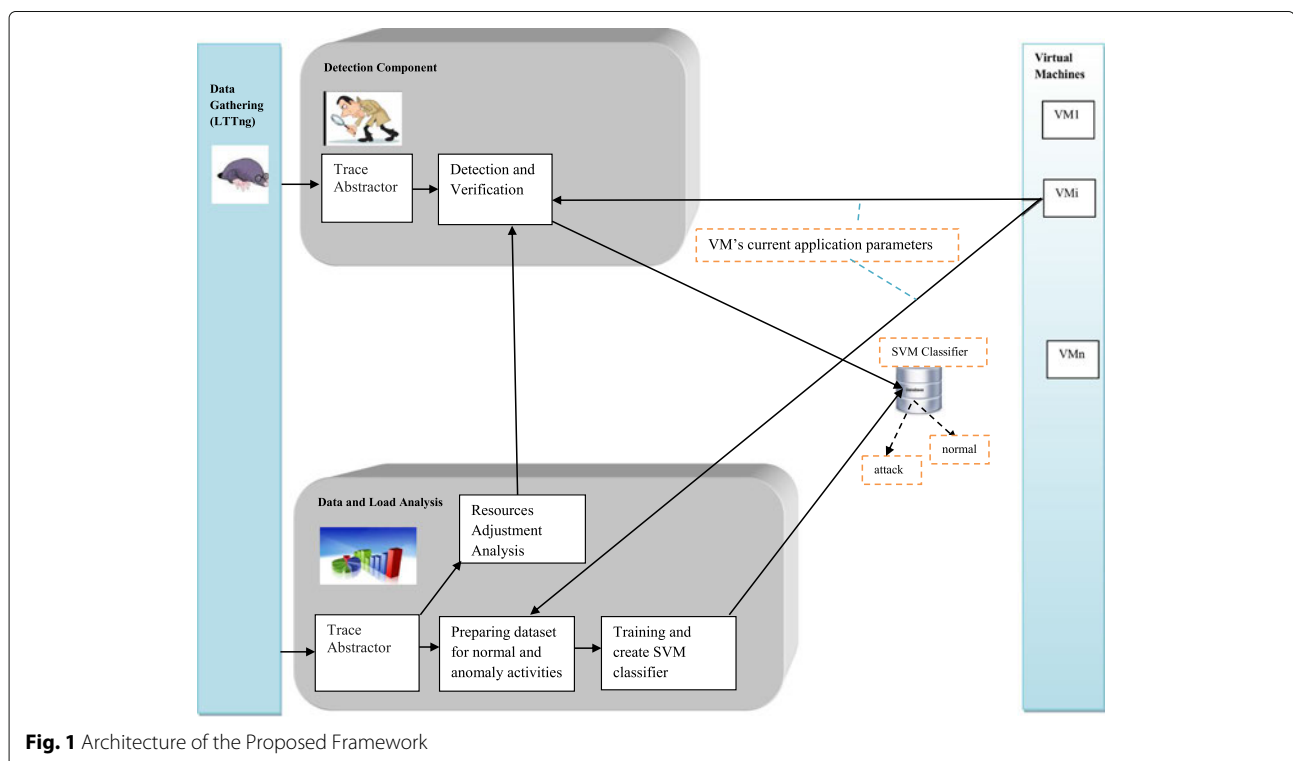 Detection Component
Data
Gathering
(LTTng)
Trace
Abstractor
Detection and
Verification
Virtual
Machines
VM1
VMi
VMn
VM's current application parameters
SVM Classifier
attack
normal
Data and Load Analysis
Resources
Adjustment
Analysis
Trace
Abstractor
Preparing dataset
for normal and
anomaly activities
Training and
create SVM
classifier
Fig. 1 Architecture of the Proposed Framework